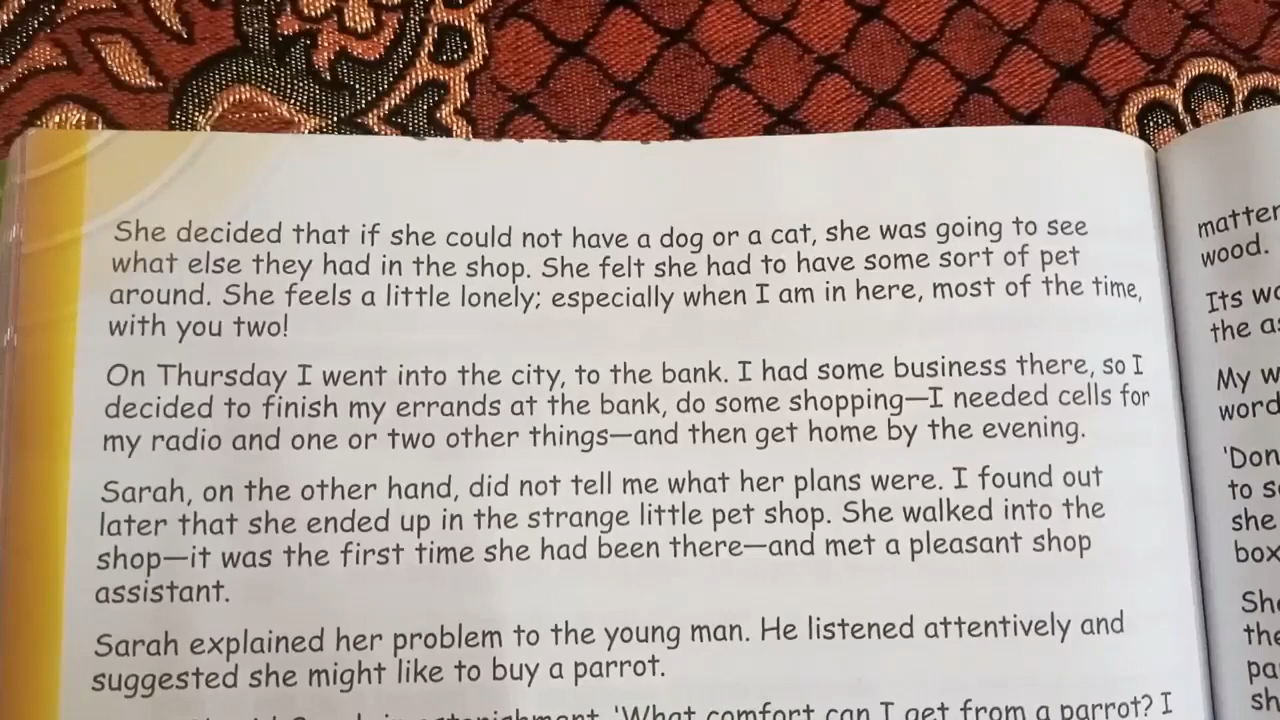 She decided that if she could not have a dog or a cat, she was going to see
what else they had in the shop. She felt she had to have some sort of pet
around. She feels a little lonely; especially when I am in here, most of the time,
with you two!
On Thursday I went into the city, to the bank. I had some business there, so I
decided to finish my errands at the bank, do some shopping—I needed cells for
my radio and one or two other things—and then get home by the evening.
Sarah, on the other hand, did not tell me what her plans were. I found out
later that she ended up in the strange little pet shop. She walked into the
shop—it was the first time she had been there—and met a pleasant shop
assistant.
Sarah explained her problem to the young man. He listened attentively and
suggested she might like to buy a parrot.
'What comfort can I get from a parrot? I
matter
wood.
Its
the
My
word
'Don
to
she
box
the